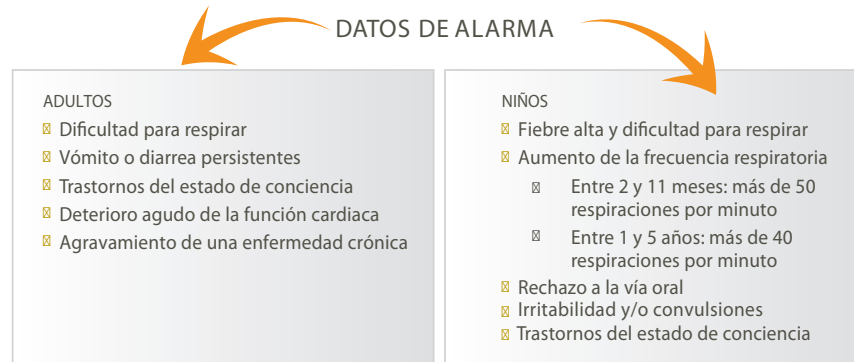 DATOS DE ALARMA
ADULTOS
Dificultad para respirar
Vómito o diarrea persistentes
Trastornos del estado de conciencia
Deterioro agudo de la función cardiaca
Agravamiento de una enfermedad crónica
NIÑOS
Fiebre alta y dificultad para respirar
Aumento de la frecuencia respiratoria
Entre 2 y 11 meses: más de 50
respiraciones por minuto
Entre 1 y 5 años: más de 40
respiraciones por minuto
Rechazo a la vía oral
Irritabilidad y/o convulsiones
Trastornos del estado de conciencia